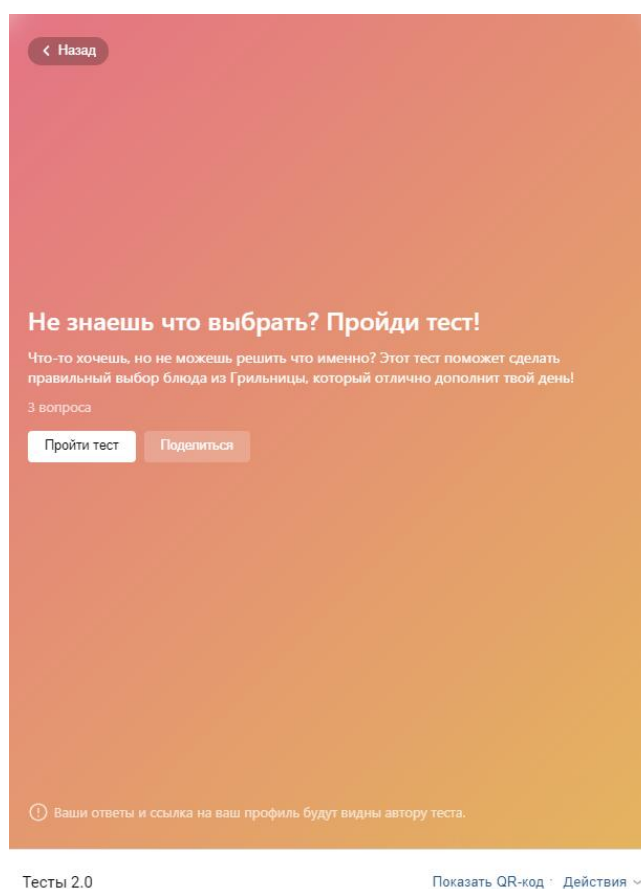 Назад
Не знаешь что выбрать? Пройди тест!
Что-то хочешь, но не можешь решить что именно? Этот тест поможет сделать
правильный выбор блюда из Грильницы, который отлично дополнит твой день!
3 вопроса
Пройти тест Поделиться
Ваши ответы и ссылка на ваш профиль будут видны автору теста.
Тесты 2.0 Показать QR-код · Действия